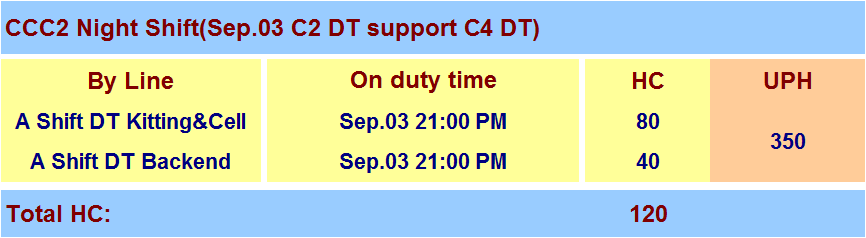 CCC2 Night Shift(Sep.03 C2 DT support C4 DT)
By Line On duty time HC UPH
A Shift DT Kitting&Cell Sep.03 21:00 PM 80
350
A Shift DT Backend Sep.03 21:00 PM 40
Total HC: 120